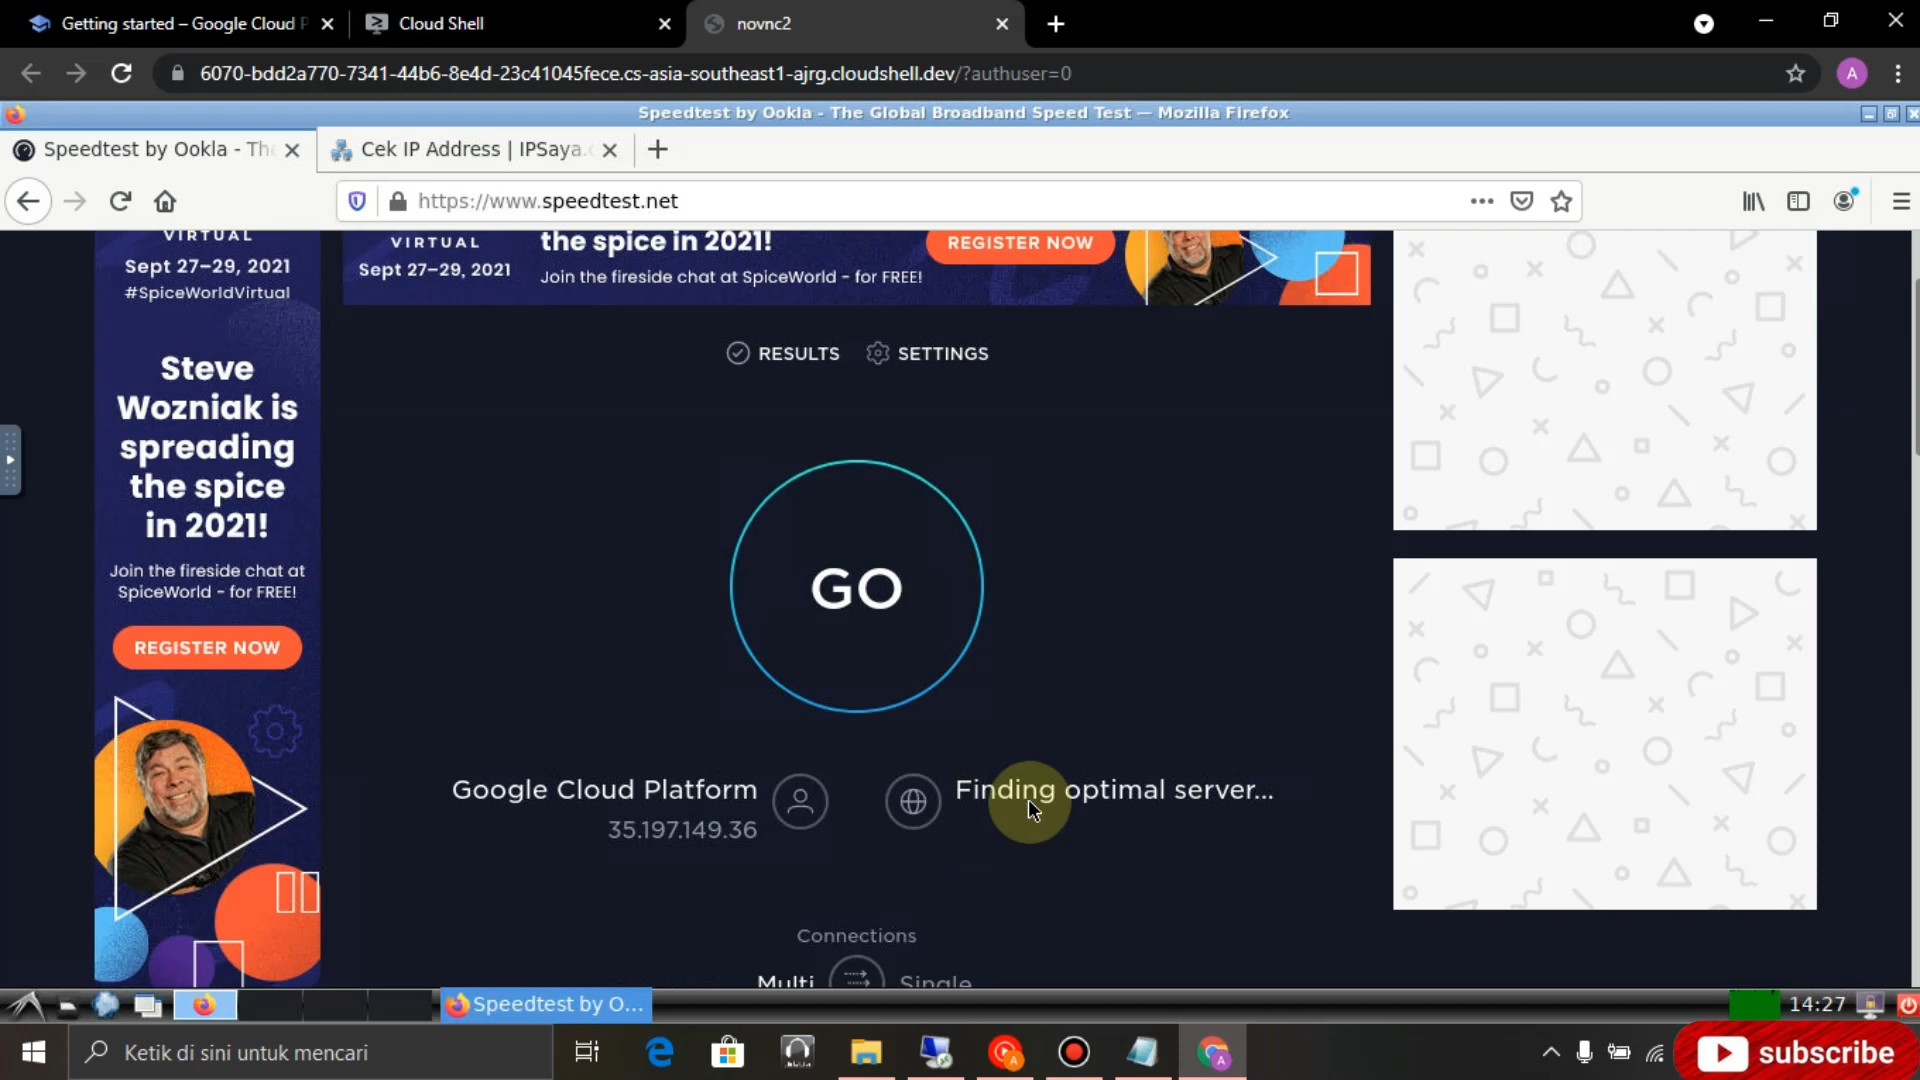 Getting started – Google Cloud P
Cloud Shell
novnc2
6070-bdd2a770-7341-44b6-8e4d-23c41045fece.cs-asia-southeast1-ajrg.cloudshell.dev/?authuser=0
A
Speedtest by Ookla - The Global Broadband Speed Test — Mozilla Firefox
Speedtest by Ookla - The
Cek IP Address | IPSaya.c
https://www.speedtest.net
VIRTUAL
Sept 27–29, 2021
#SpiceWorldVirtual
Steve
Wozniak is
spreading
the spice
in 2021!
Join the fireside chat at
SpiceWorld - for FREE!
REGISTER NOW
VIRTUAL
Sept 27–29, 2021
the spice in 2021!
Join the fireside chat at SpiceWorld - for FREE!
REGISTER NOW
RESULTS
SETTINGS
GO
Google Cloud Platform
35.197.149.36
Finding optimal server...
Connections
Multi
Single
Speedtest by O...
14:27
Ketik di sini untuk mencari
A
A
subscribe